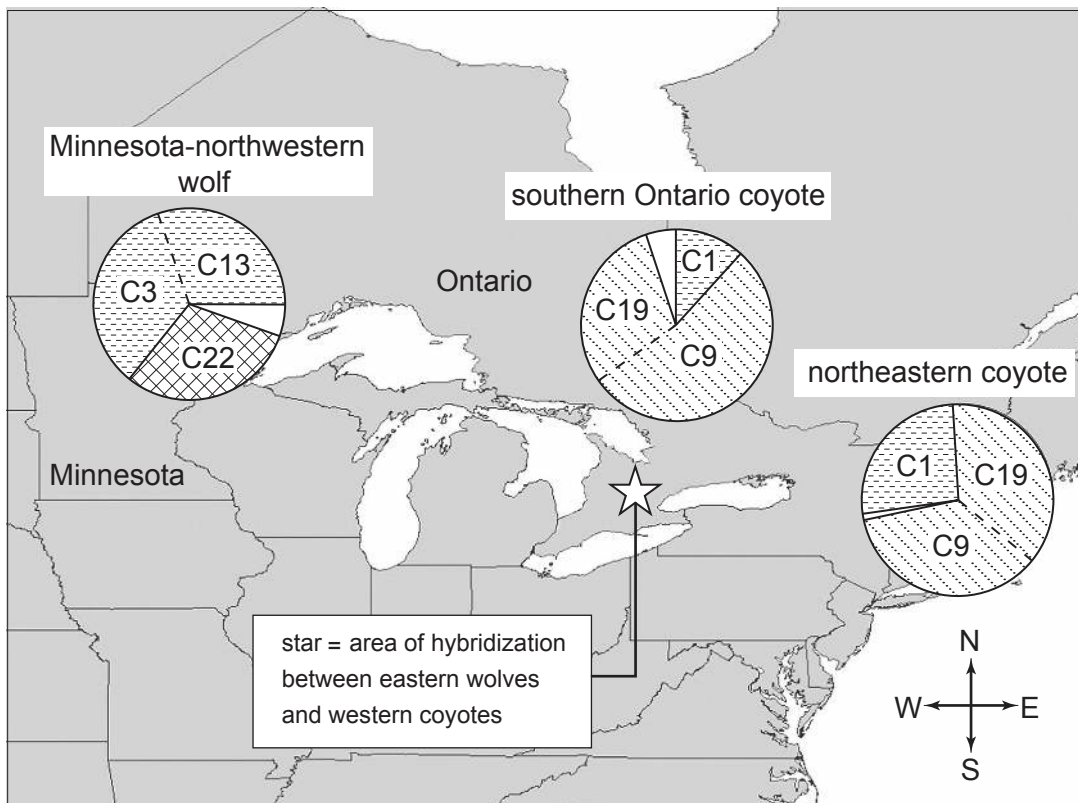 Minnesota-northwestern
wolf
C13
C3
C22
southern Ontario coyote
C1
C19
C9
Ontario
northeastern coyote
C1
C19
C9
Minnesota
star = area of hybridization
between eastern wolves
and western coyotes
N
W E
S